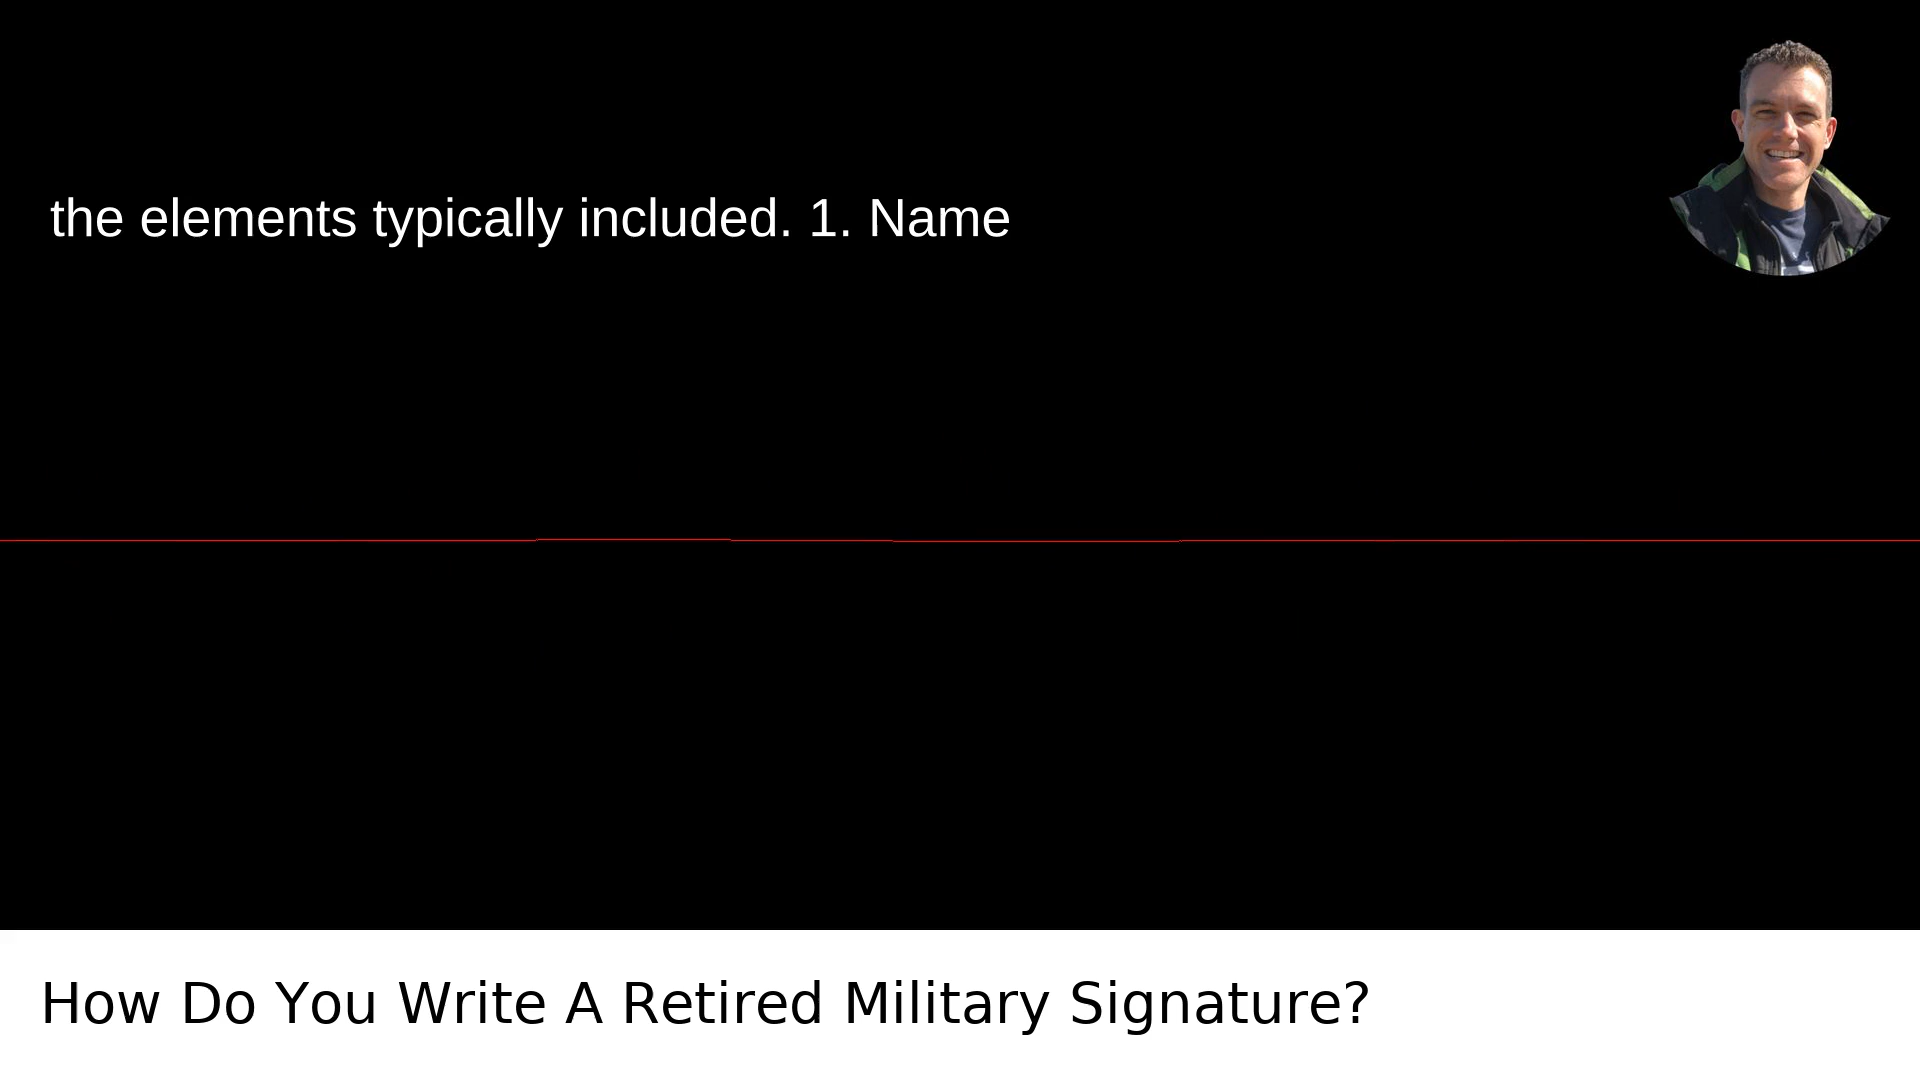 the elements typically included. 1. Name
How Do You Write A Retired Military Signature?